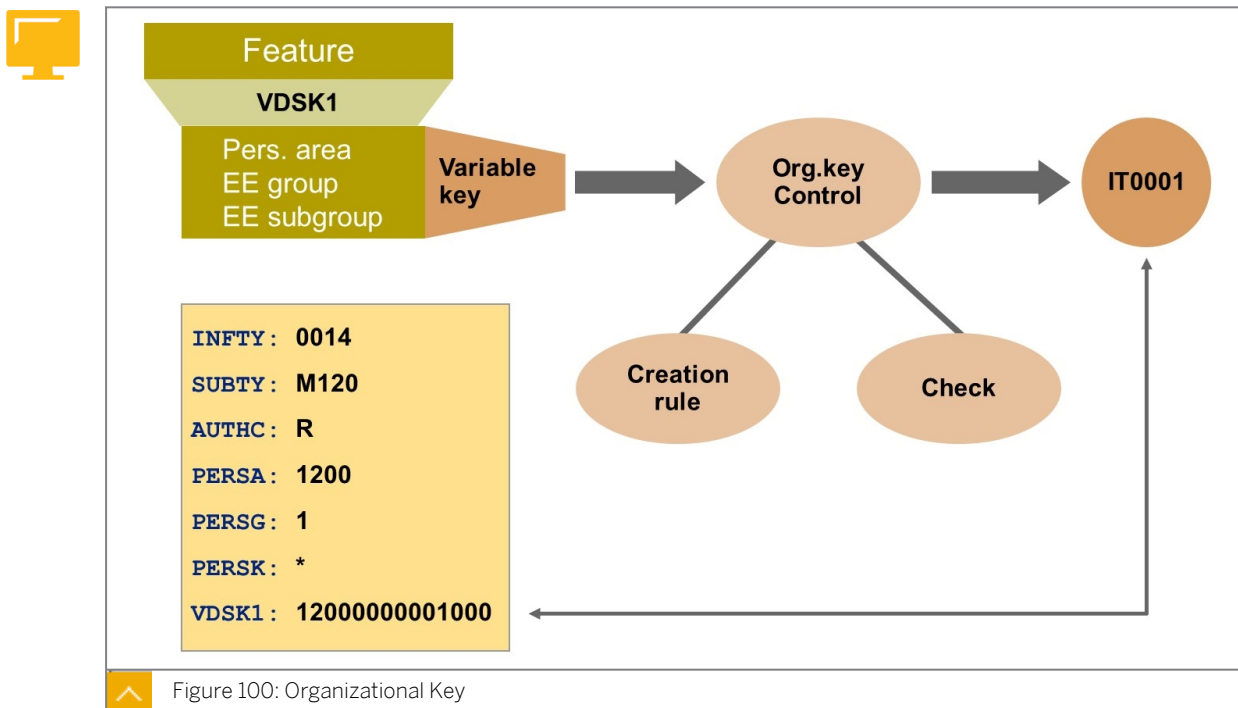 Feature
VDSK1
Pers. area
EE group
EE subgroup
Variable
key
Org.key
Control
IT0001
Creation
rule
Check
INFTY: 0014
SUBTY: M120
AUTHC: R
PERSA: 1200
PERSG: 1
PERSK: *
VDSK1: 12000000001000
Figure 100: Organizational Key